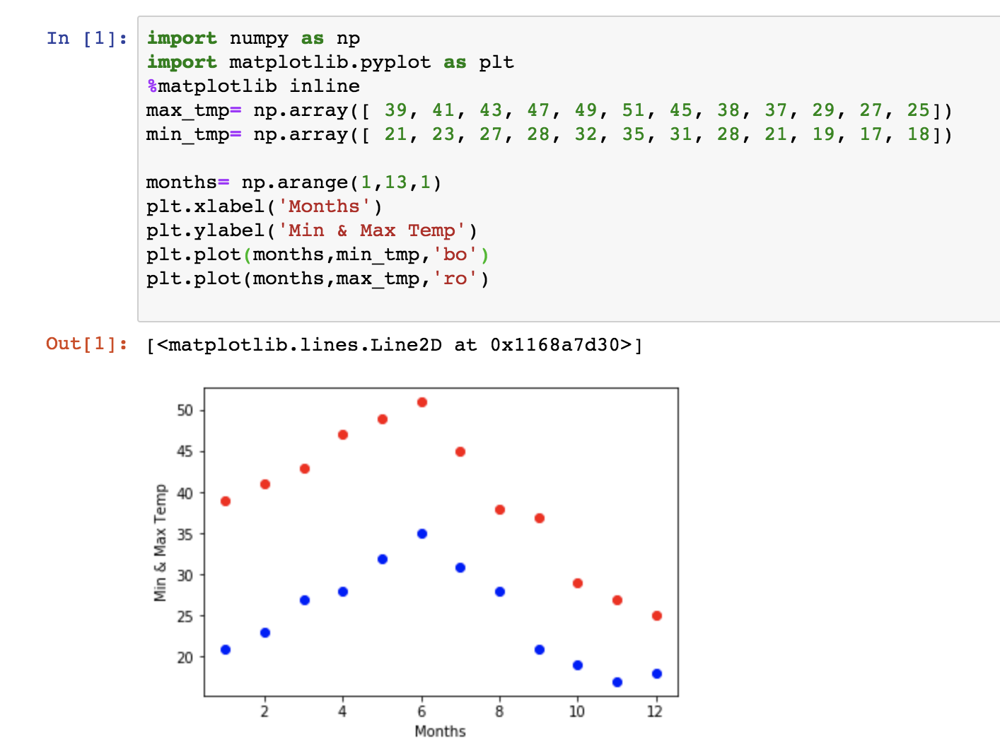 In [1]:
import numpy as np
import matplotlib.pyplot as plt
%matplotlib inline
max_tmp= np.array([ 39, 41, 43, 47, 49, 51, 45, 38, 37, 29, 27, 25])
min_tmp= np.array([ 21, 23, 27, 28, 32, 35, 31, 28, 21, 19, 17, 18])
months= np.arange(1,13,1)
plt.xlabel('Months')
plt.ylabel('Min & Max Temp')
plt.plot(months,min_tmp,'bo')
plt.plot(months,max_tmp,'ro')
Out[1]: [<matplotlib.lines.Line2D at 0x1168a7d30>]
50
45
40
35
30
25
20
Min & Max Temp
2 4 6 8 10 12
Months